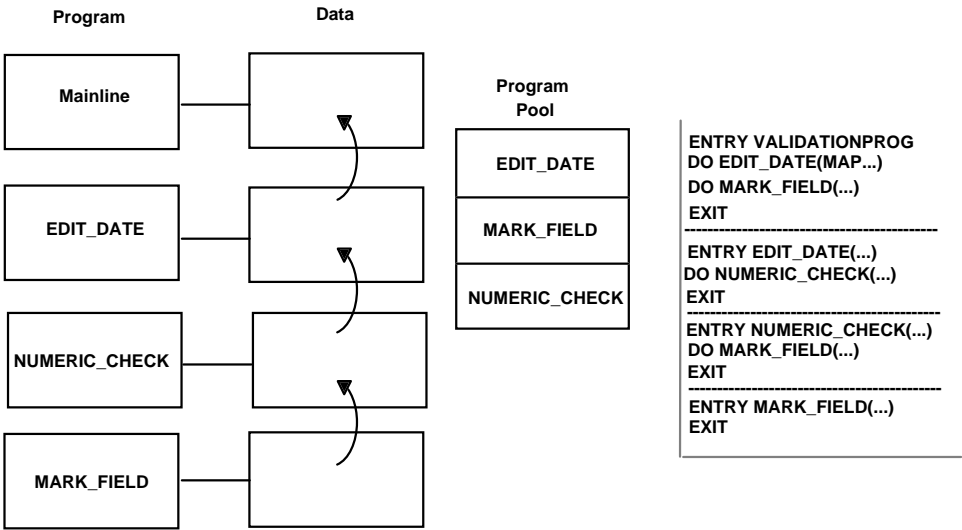 Program
Data
Mainline
EDIT_DATE
NUMERIC_CHECK
MARK_FIELD
Program
Pool
EDIT_DATE
MARK_FIELD
NUMERIC_CHECK
ENTRY VALIDATIONPROG
DO EDIT_DATE(MAP...)
DO MARK_FIELD(...)
EXIT
--------------------------------------------
ENTRY EDIT_DATE(...)
DO NUMERIC_CHECK(...)
EXIT
--------------------------------------------
ENTRY NUMERIC_CHECK(...)
DO MARK_FIELD(...)
EXIT
--------------------------------------------
ENTRY MARK_FIELD(...)
EXIT